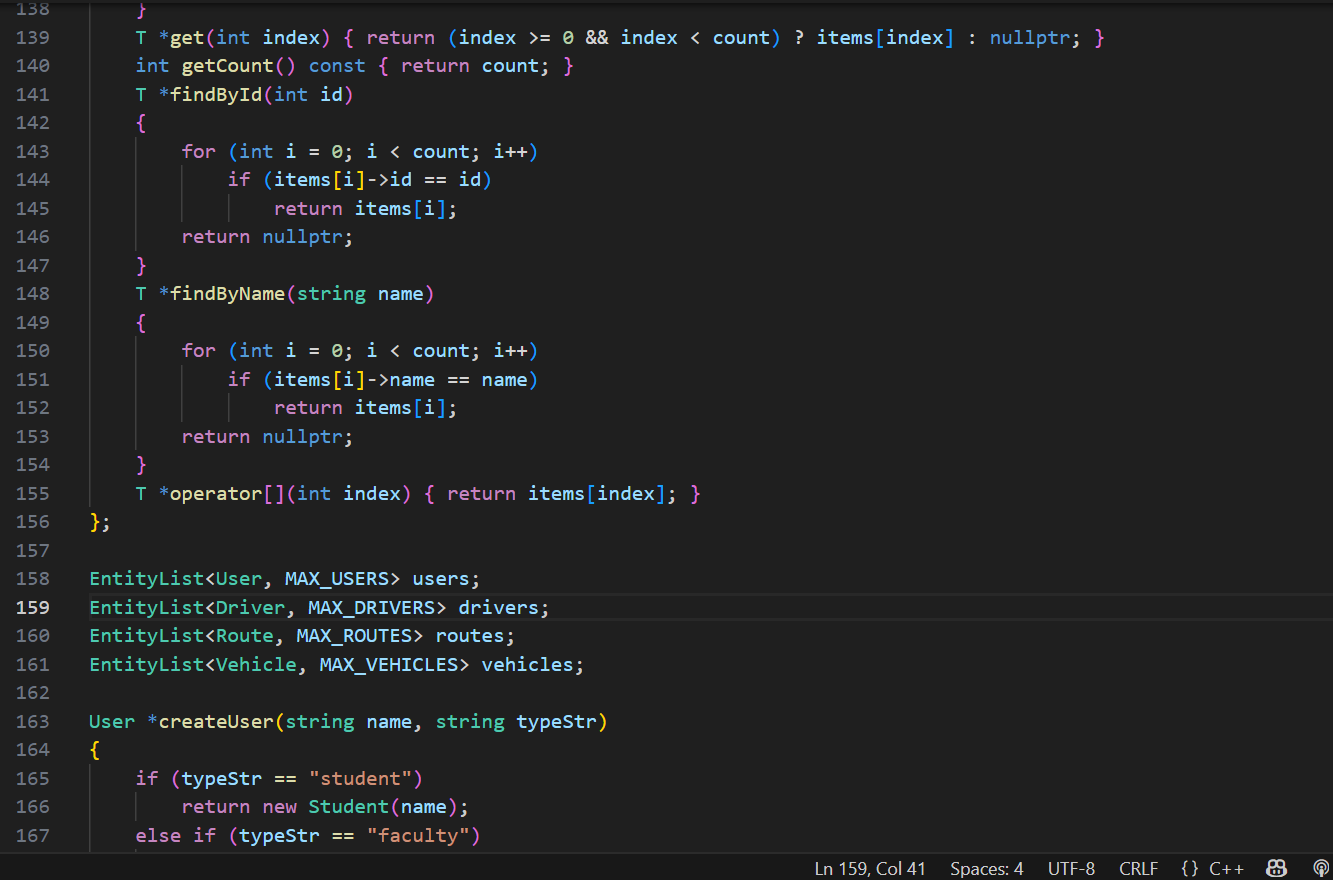 138 }
139 T *get(int index) { return (index >= 0 && index < count) ? items[index] : nullptr; }
140 int getCount() const { return count; }
141 T *findById(int id)
142 {
143 for (int i = 0; i < count; i++)
144 if (items[i]->id == id)
145 return items[i];
146 return nullptr;
147 }
148 T *findByName(string name)
149 {
150 for (int i = 0; i < count; i++)
151 if (items[i]->name == name)
152 return items[i];
153 return nullptr;
154 }
155 T *operator[](int index) { return items[index]; }
156 };
157
158 EntityList<User, MAX_USERS> users;
159 EntityList<Driver, MAX_DRIVERS> drivers;
160 EntityList<Route, MAX_ROUTES> routes;
161 EntityList<Vehicle, MAX_VEHICLES> vehicles;
162
163 User *createUser(string name, string typeStr)
164 {
165 if (typeStr == "student")
166 return new Student(name);
167 else if (typeStr == "faculty")
Ln 159, Col 41 Spaces: 4 UTF-8 CRLF {} C++